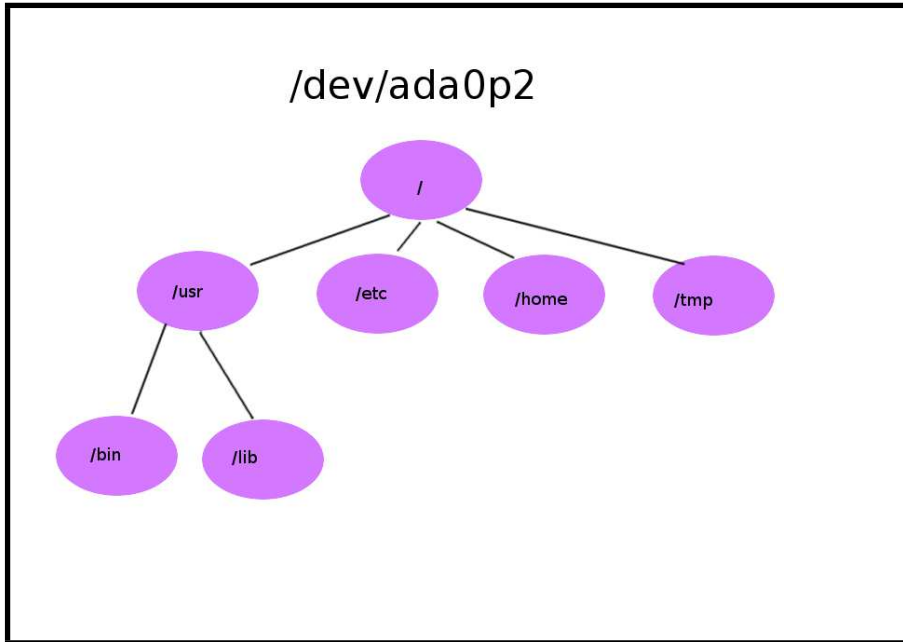 /dev/ada0p2
/
/usr
/etc
/home
/tmp
/bin
/lib